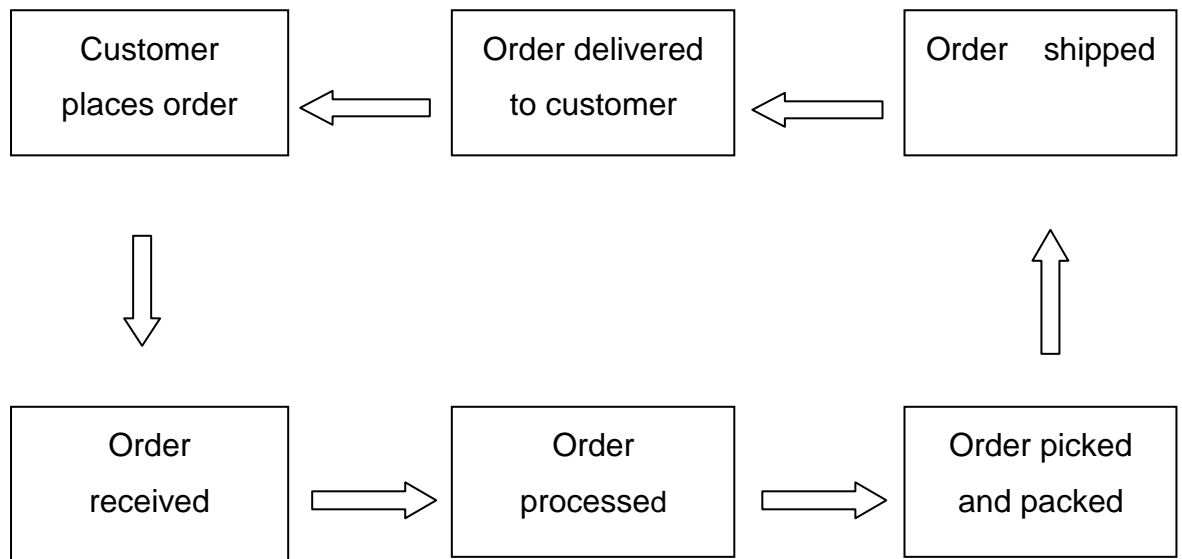 Customer
places order
Order delivered
to customer
Order shipped
Order
received
Order
processed
Order picked
and packed